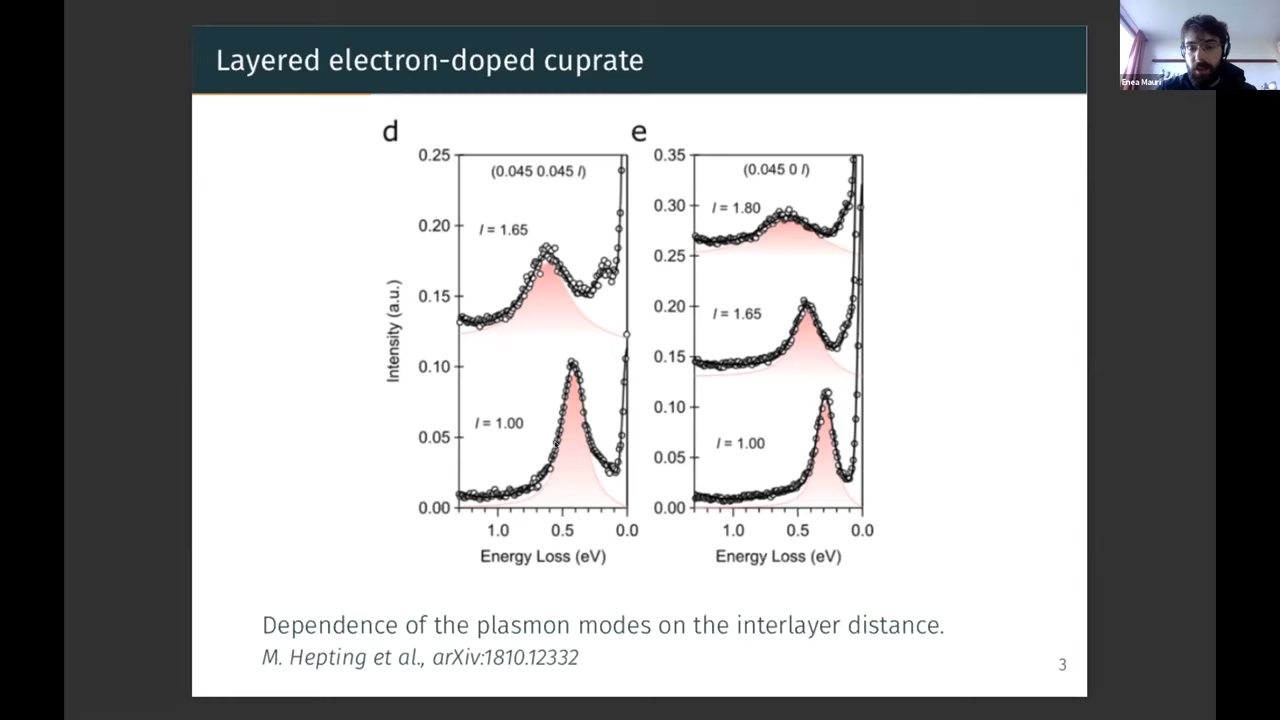 Layered electron-doped cuprate
Enea Mauri
d
e
0.25
0.20
0.15
0.10
0.05
0.00
Intensity (a.u.)
(0.045 0.045 l)
l = 1.65
l = 1.00
1.0 0.5 0.0
Energy Loss (eV)
0.35
0.30
0.25
0.20
0.15
0.10
0.05
0.00
(0.045 0 l)
l = 1.80
l = 1.65
l = 1.00
1.0 0.5 0.0
Energy Loss (eV)
Dependence of the plasmon modes on the interlayer distance.
M. Hepting et al., arXiv:1810.12332
3